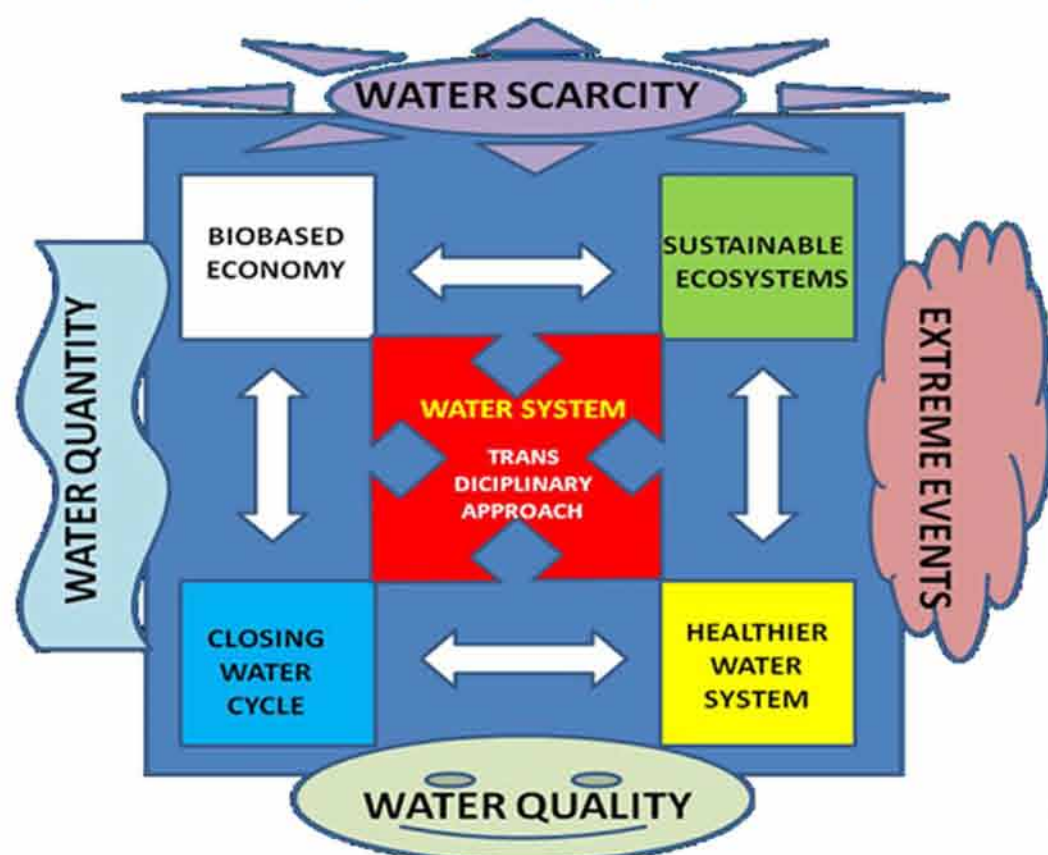 WATER SCARCITY
BIOBASED
ECONOMY
SUSTAINABLE
ECOSYSTEMS
WATER QUANTITY
WATER SYSTEM
TRANS
DICIPLINARY
APPROACH
EXTREME EVENTS
CLOSING
WATER
CYCLE
HEALTHIER
WATER
SYSTEM
WATER QUALITY